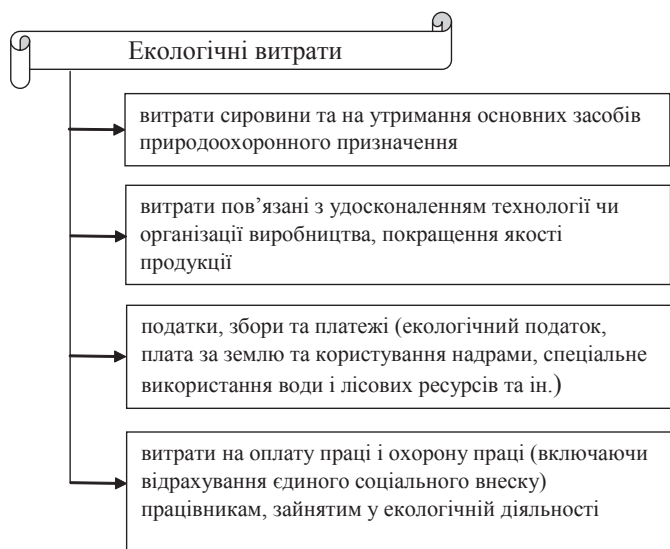 Екологічні витрати
витрати сировини та на утримання основних засобів
природоохоронного призначення
витрати пов’язані з удосконаленням технології чи
організації виробництва, покращення якості
продукції
податки, збори та платежі (екологічний податок,
плата за землю та користування надрами, спеціальне
використання води і лісових ресурсів та ін.)
витрати на оплату праці і охорону праці (включаючи
відрахування єдиного соціального внеску)
працівникам, зайнятим у екологічній діяльності